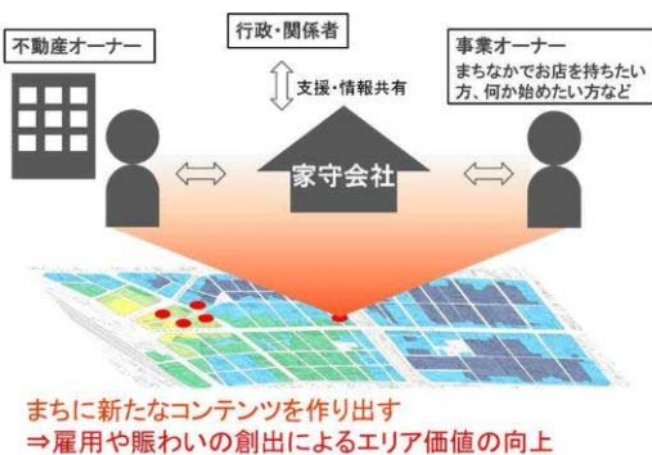 不動産オーナー
行政・関係者
事業オーナー
まちなかでお店を持ちたい
方、何か始めたい方など
支援・情報共有
家守会社
まちに新たなコンテンツを作り出す
⇒雇用や賑わいの創出によるエリア価値の向上